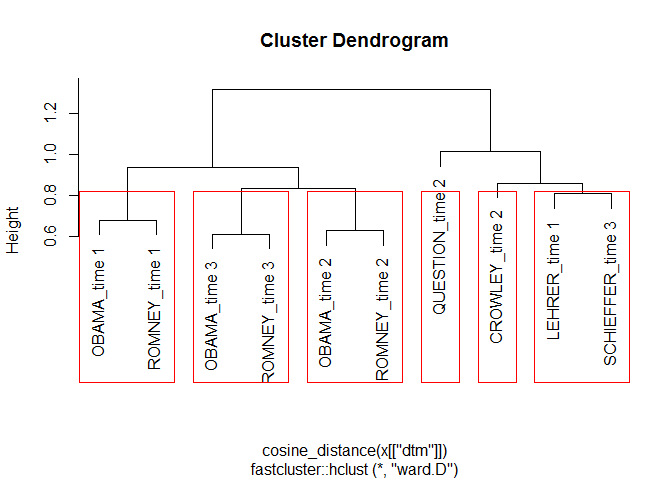 Cluster Dendrogram
Height
1.2
1.0
0.8
0.6
OBAMA_time 1
ROMNEY_time 1
OBAMA_time 3
ROMNEY_time 3
OBAMA_time 2
ROMNEY_time 2
QUESTION_time 2
CROWLEY_time 2
LEHRER_time 1
SCHIEFFER_time 3
cosine_distance(x[["dtm"]])
fastcluster::hclust (*, "ward.D")